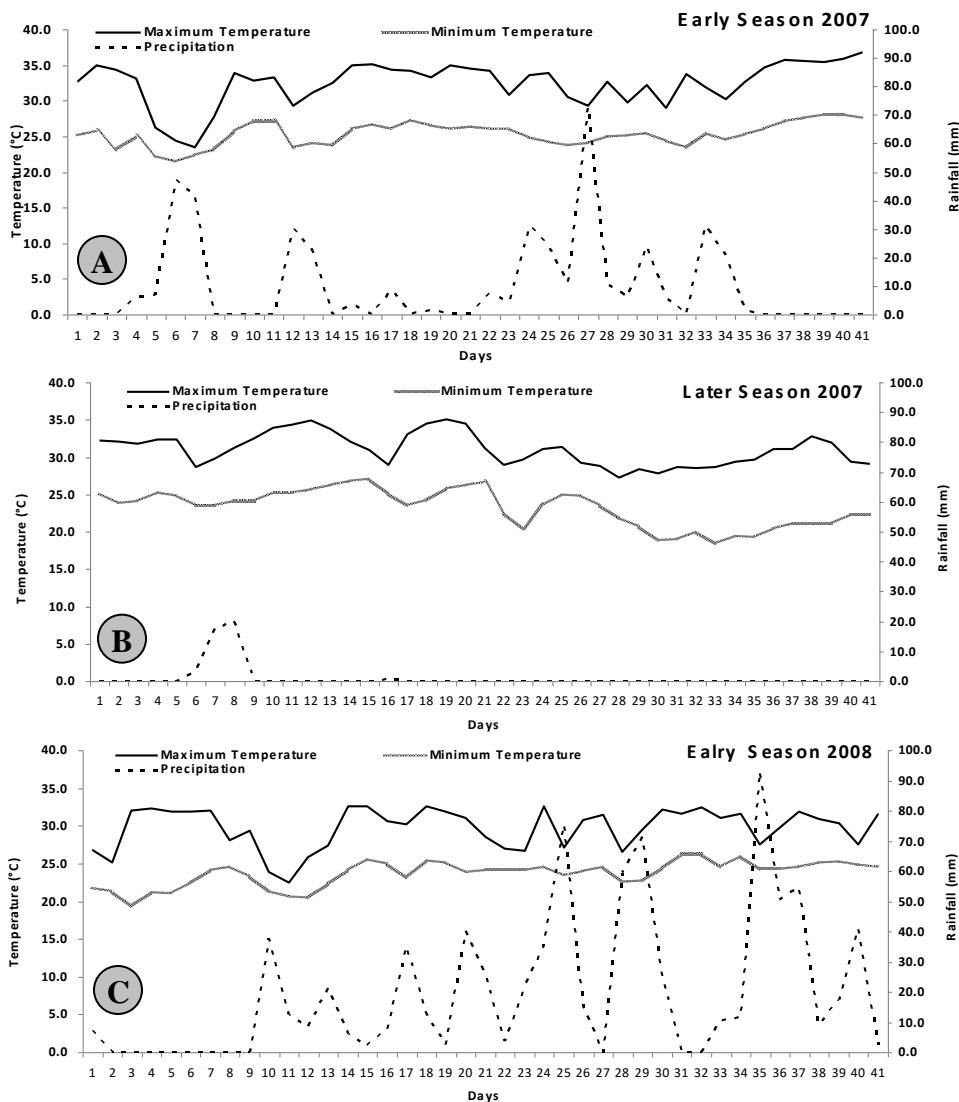 Early Season 2007
Maximum Temperature
Minimum Temperature
Precipitation
Temperature (°C)
40.0
35.0
30.0
25.0
20.0
15.0
10.0
5.0
0.0
A
100.0
90.0
80.0
70.0
60.0
50.0
40.0
30.0
20.0
10.0
0.0
Rainfall (mm)
1 2 3 4 5 6 7 8 9 10 11 12 13 14 15 16 17 18 19 20 21 22 23 24 25 26 27 28 29 30 31 32 33 34 35 36 37 38 39 40 41
Days
Later Season 2007
Maximum Temperature
Minimum Temperature
Precipitation
Temperature (°C)
40.0
35.0
30.0
25.0
20.0
15.0
10.0
5.0
0.0
B
100.0
90.0
80.0
70.0
60.0
50.0
40.0
30.0
20.0
10.0
0.0
Rainfall (mm)
1 2 3 4 5 6 7 8 9 10 11 12 13 14 15 16 17 18 19 20 21 22 23 24 25 26 27 28 29 30 31 32 33 34 35 36 37 38 39 40 41
Days
Ealry Season 2008
Maximum Temperature
Minimum Temperature
Precipitation
Temperature (°C)
40.0
35.0
30.0
25.0
20.0
15.0
10.0
5.0
0.0
C
100.0
90.0
80.0
70.0
60.0
50.0
40.0
30.0
20.0
10.0
0.0
Rainfall (mm)
1 2 3 4 5 6 7 8 9 10 11 12 13 14 15 16 17 18 19 20 21 22 23 24 25 26 27 28 29 30 31 32 33 34 35 36 37 38 39 40 41
Days